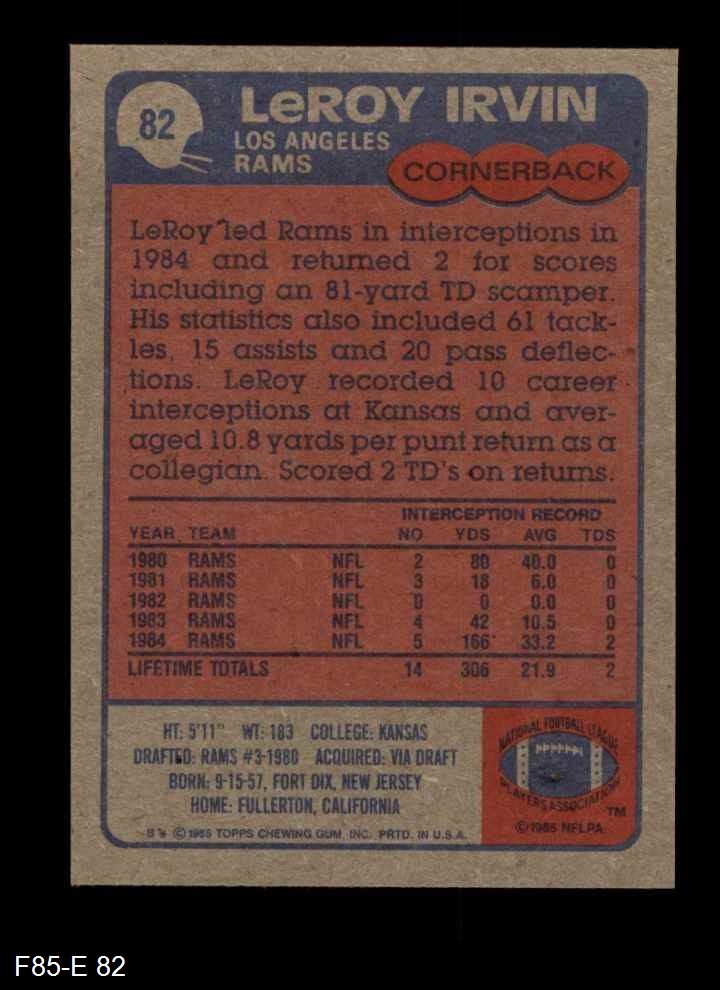 82
LeROY IRVIN
LOS ANGELES
RAMS
CORNERBACK
LeRoy led Rams in interceptions in
1984 and returned 2 for scores
including an 81-yard TD scamper.
His statistics also included 61 tack-
les, 15 assists and 20 pass deflec-
tions. LeRoy recorded 10 career
interceptions at Kansas and aver-
aged 10.8 yards per punt return as a
collegian. Scored 2 TD's on returns.
INTERCEPTION RECORD
YEAR TEAM NO YDS AVG TDS
1980 RAMS NFL 2 80 40.0 0
1981 RAMS NFL 3 18 6.0 0
1982 RAMS NFL 0 0 0.0 0
1983 RAMS NFL 4 42 10.5 0
1984 RAMS NFL 5 166 33.2 2
LIFETIME TOTALS 14 306 21.9 2
HT: 5'11" WT: 183 COLLEGE: KANSAS
DRAFTED: RAMS #3-1980 ACQUIRED: VIA DRAFT
BORN: 9-15-57, FORT DIX, NEW JERSEY
HOME: FULLERTON, CALIFORNIA
© 1985 TOPPS CHEWING GUM, INC. PRTD. IN U.S.A.
NATIONAL FOOTBALL LEAGUE
PLAYERS ASSOCIATION
TM
© 1985 NFLPA
F85-E 82